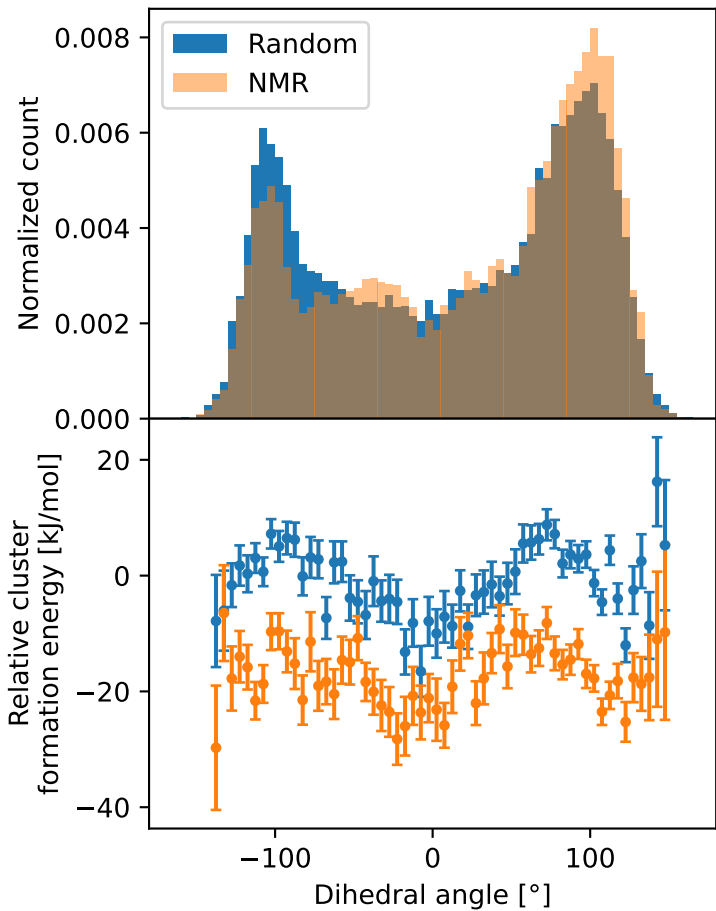 0.008
0.006
0.004
0.002
0.000
Normalized count
Random
NMR
20
0
−20
−40
Relative cluster
formation energy [kJ/mol]
−100
0
100
Dihedral angle [°]